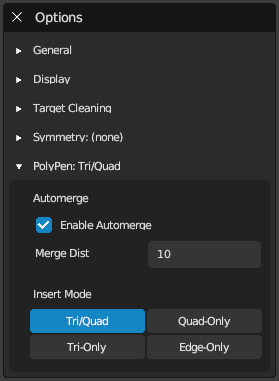 Options
General
Display
Target Cleaning
Symmetry: (none)
PolyPen: Tri/Quad
Automerge
Enable Automerge
Merge Dist 10
Insert Mode
Tri/Quad Quad-Only
Tri-Only Edge-Only